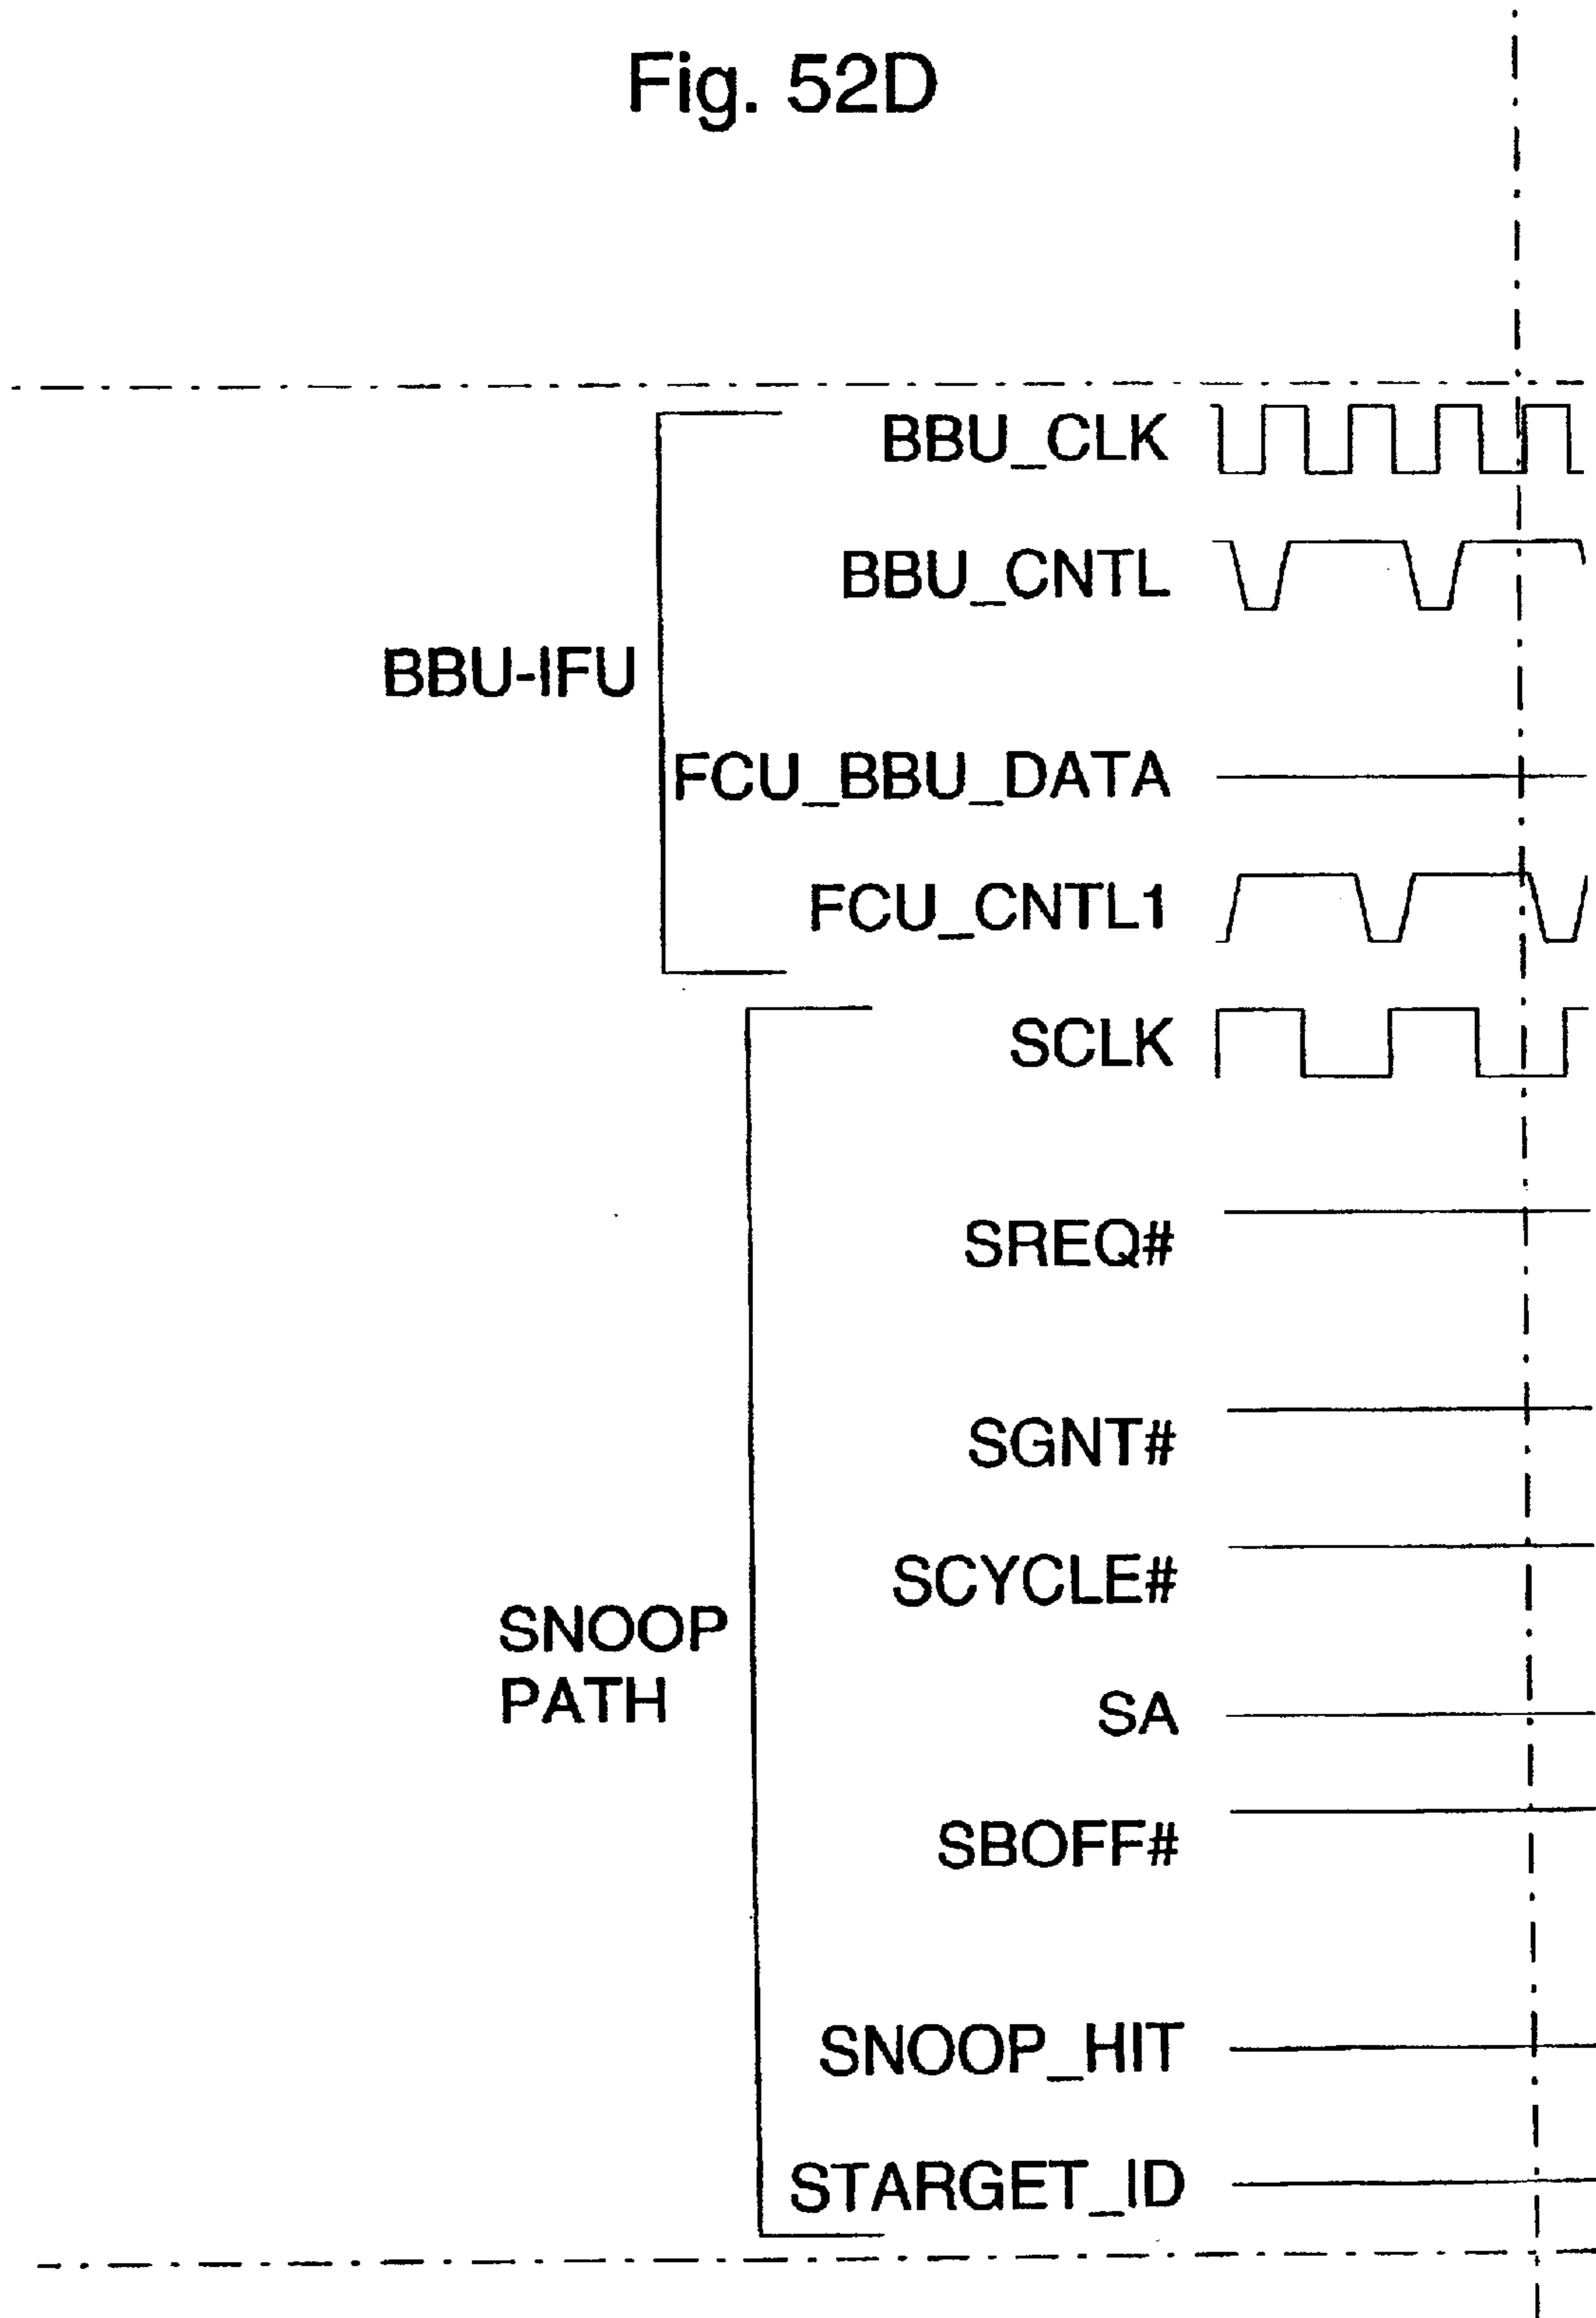 Fig. 52D
BBU-IFU
BBU_CLK
BBU_CNTL
FCU_BBU_DATA
FCU_CNTL1
SNOOP
PATH
SCLK
SREQ#
SGNT#
SCYCLE#
SA
SBOFF#
SNOOP_HIT
STARGET_ID